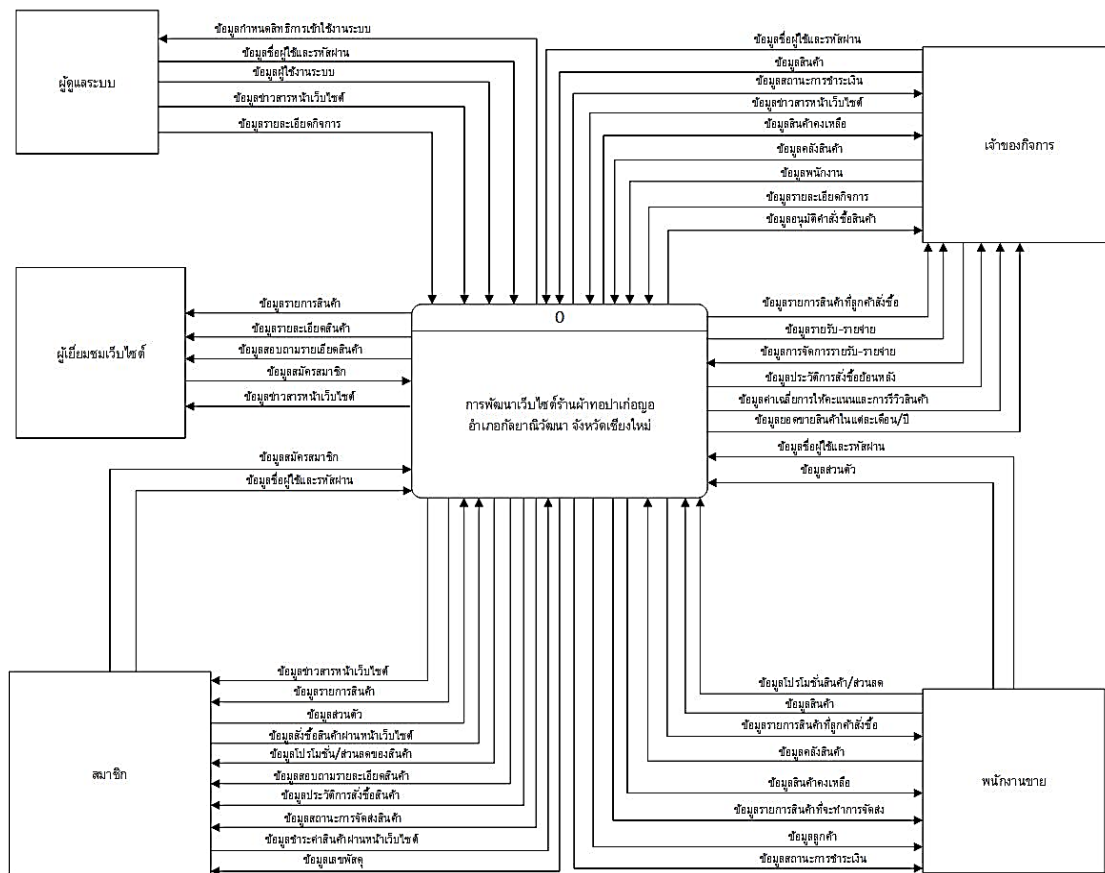 ข้อมูลกำหนดสิทธิการเข้าใช้งานระบบ
ข้อมูลชื่อผู้ใช้และรหัสผ่าน
ข้อมูลผู้ใช้งานระบบ
ข้อมูลข่าวสารหน้าเว็บไซต์
ข้อมูลรายละเอียดกิจการ
ผู้ดูแลระบบ
ข้อมูลชื่อผู้ใช้และรหัสผ่าน
ข้อมูลสินค้า
ข้อมูลสถานะการชำระเงิน
ข้อมูลข่าวสารหน้าเว็บไซต์
ข้อมูลสินค้าคงเหลือ
ข้อมูลคลังสินค้า
ข้อมูลพนักงาน
ข้อมูลรายละเอียดกิจการ
ข้อมูลอนุมัติคำสั่งซื้อสินค้า
เจ้าของกิจการ
ผู้เยี่ยมชมเว็บไซต์
ข้อมูลรายการสินค้า
ข้อมูลรายละเอียดสินค้า
ข้อมูลสอบถามรายเอียดสินค้า
ข้อมูลสมัครสมาชิก
ข้อมูลข่าวสารหน้าเว็บไซต์
0
การพัฒนาเว็บไซต์ร้านผ้าทอปาเก่อญอ
อำเภอกัลยาณิวัฒนา จังหวัดเชียงใหม่
ข้อมูลรายการสินค้าที่ลูกค้าสั่งซื้อ
ข้อมูลรายรับ-รายจ่าย
ข้อมูลการจัดการรายรับ-รายจ่าย
ข้อมูลประวัติการสั่งซื้อย้อนหลัง
ข้อมูลค่าเฉลี่ยการให้คะแนนและการรีวิวสินค้า
ข้อมูลยอดขายสินค้าในแต่ละเดือน/ปี
ข้อมูลชื่อผู้ใช้และรหัสผ่าน
ข้อมูลส่วนตัว
ข้อมูลสมัครสมาชิก
ข้อมูลชื่อผู้ใช้และรหัสผ่าน
สมาชิก
ข้อมูลข่าวสารหน้าเว็บไซต์
ข้อมูลรายการสินค้า
ข้อมูลส่วนตัว
ข้อมูลสั่งซื้อสินค้าผ่านหน้าเว็บไซต์
ข้อมูลโปรโมชั่น/ส่วนลดของสินค้า
ข้อมูลสอบถามรายละเอียดสินค้า
ข้อมูลประวัติการสั่งซื้อสินค้า
ข้อมูลสถานะการจัดส่งสินค้า
ข้อมูลชำระค่าสินค้าผ่านหน้าเว็บไซต์
ข้อมูลเลขพัสดุ
ข้อมูลโปรโมชั่นสินค้า/ส่วนลด
ข้อมูลสินค้า
ข้อมูลรายการสินค้าที่ลูกค้าสั่งซื้อ
ข้อมูลคลังสินค้า
ข้อมูลสินค้าคงเหลือ
ข้อมูลรายการสินค้าที่จะทำการจัดส่ง
ข้อมูลลูกค้า
ข้อมูลสถานะการชำระเงิน
พนักงานขาย